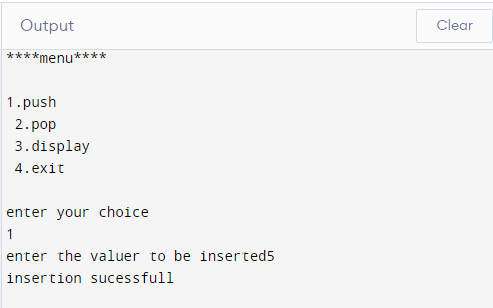 Output
Clear
****menu****
1.push
2.pop
3.display
4.exit
enter your choice
1
enter the valuer to be inserted5
insertion sucessfull